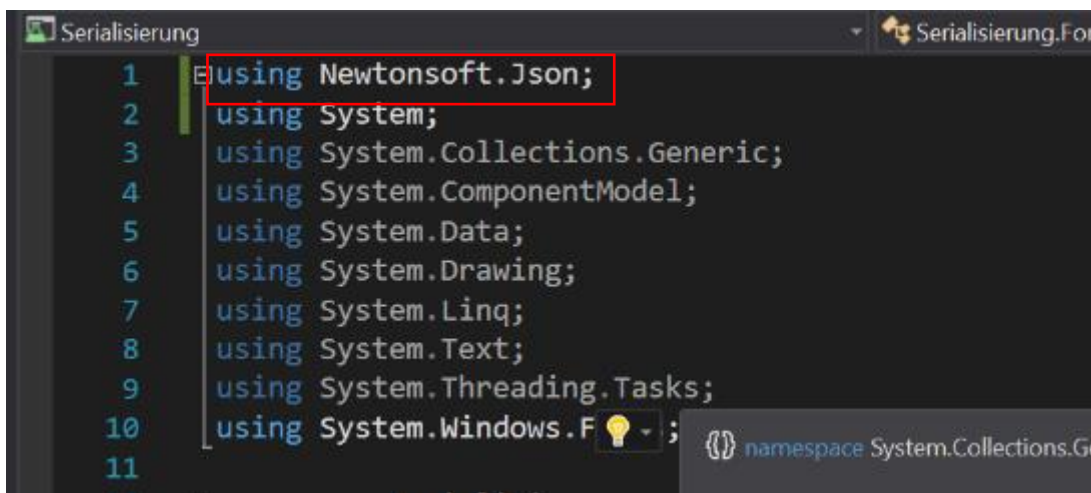 Serialisierung Serialisierung.For
1 using Newtonsoft.Json;
2 using System;
3 using System.Collections.Generic;
4 using System.ComponentModel;
5 using System.Data;
6 using System.Drawing;
7 using System.Linq;
8 using System.Text;
9 using System.Threading.Tasks;
10 using System.Windows.F ;
namespace System.Collections.Ge
11